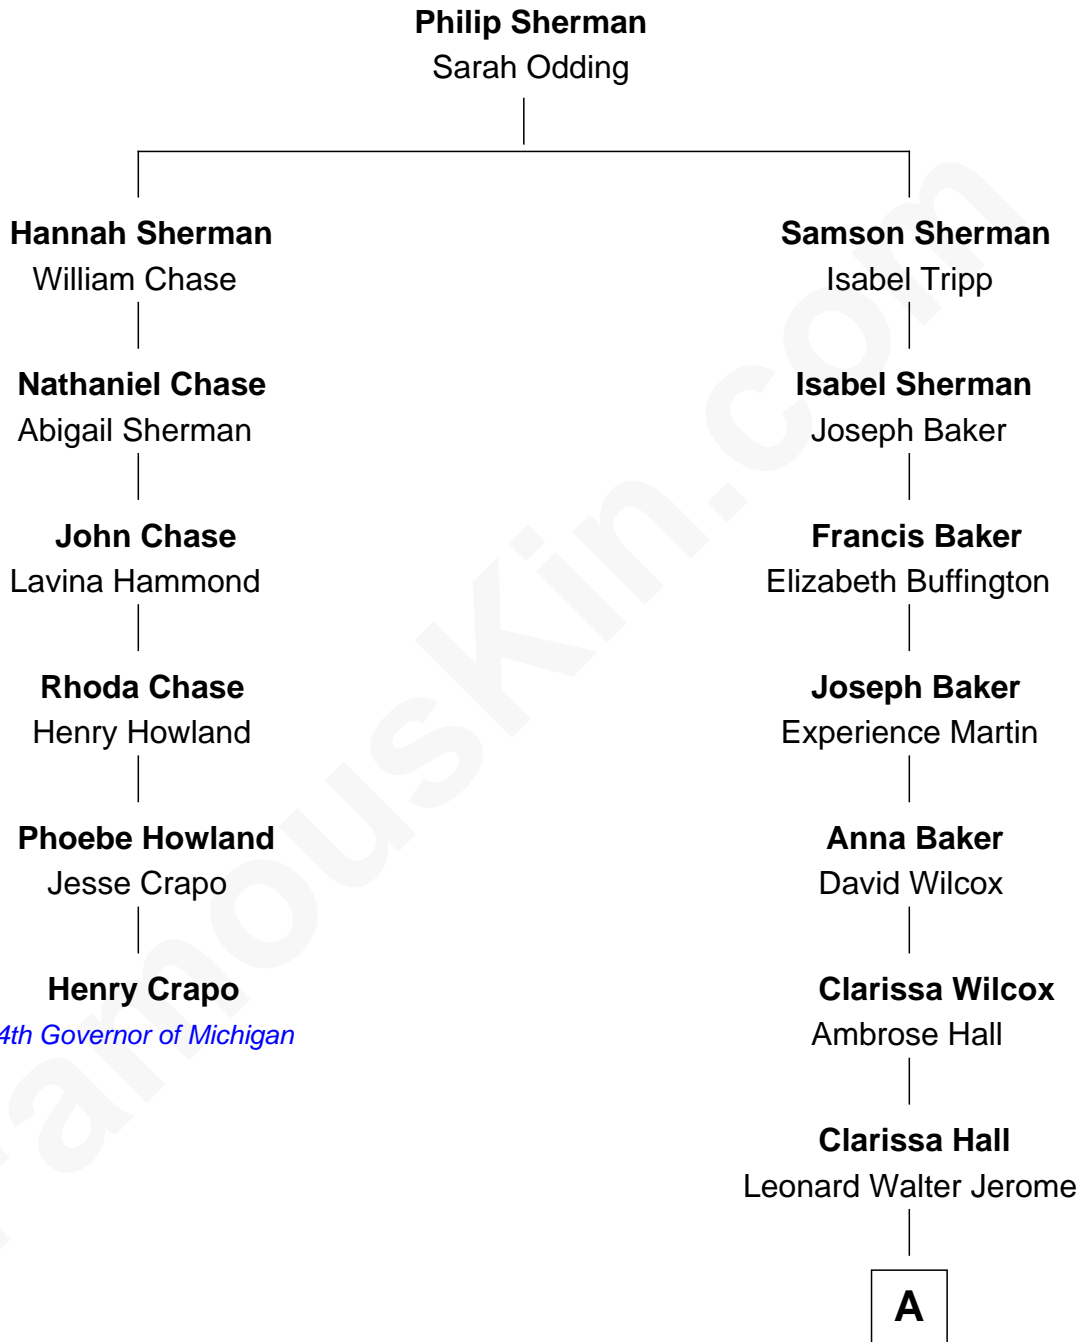 Philip Sherman
Sarah Odding
Hannah Sherman
William Chase
Samson Sherman
Isabel Tripp
Nathaniel Chase
Abigail Sherman
Isabel Sherman
Joseph Baker
John Chase
Lavina Hammond
Francis Baker
Elizabeth Buffington
Rhoda Chase
Henry Howland
Joseph Baker
Experience Martin
Phoebe Howland
Jesse Crapo
Anna Baker
David Wilcox
Henry Crapo
4th Governor of Michigan
Clarissa Wilcox
Ambrose Hall
Clarissa Hall
Leonard Walter Jerome
A
FamousKin.com